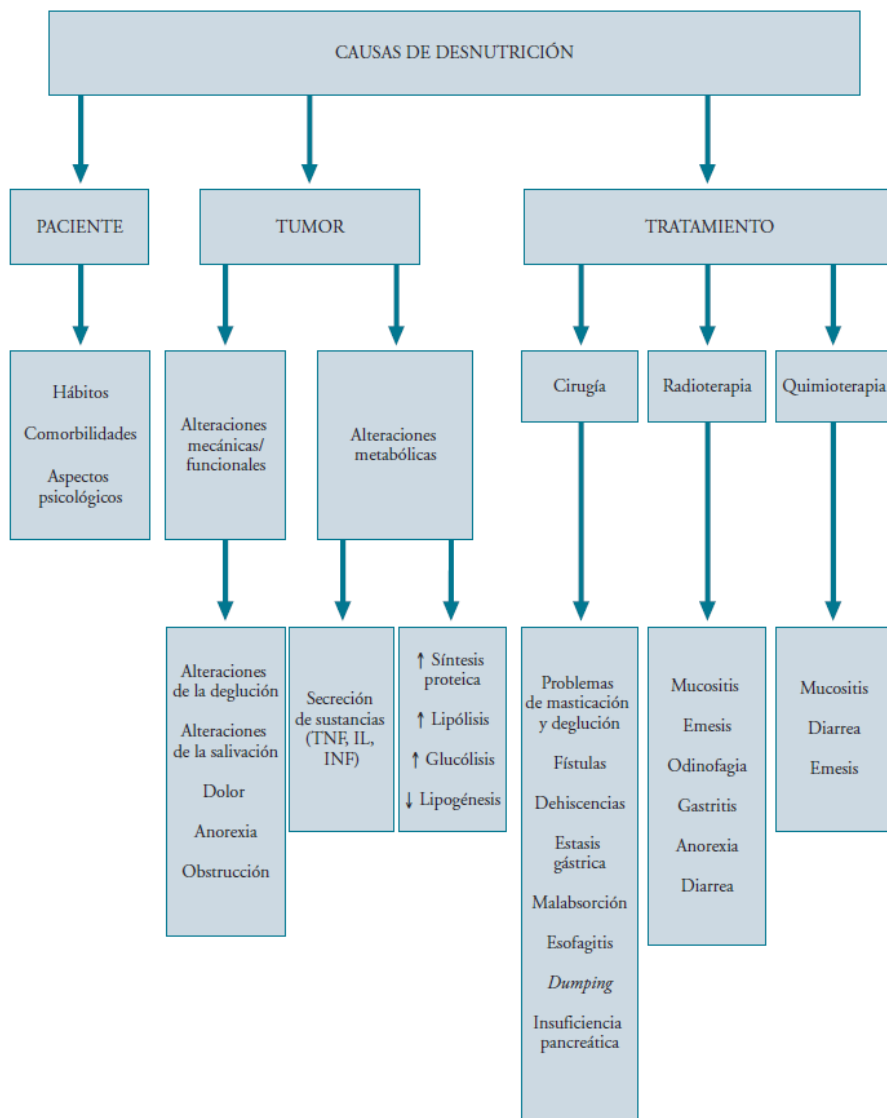 CAUSAS DE DESNUTRICIÓN
PACIENTE
TUMOR
TRATAMIENTO
Hábitos
Comorbilidades
Aspectos
psicológicos
Alteraciones
mecánicas/
funcionales
Alteraciones
metabólicas
Cirugía
Radioterapia
Quimioterapia
Alteraciones
de la deglución
Alteraciones
de la salivación
Dolor
Anorexia
Obstrucción
Secreción
de sustancias
(TNF, IL,
INF)
↑ Síntesis
proteica
↑ Lipólisis
↑ Glucólisis
↓ Lipogénesis
Problemas
de masticación
y deglución
Fístulas
Dehiscencias
Estasis
gástrica
Malabsorción
Esofagitis
Dumping
Insuficiencia
pancreática
Mucositis
Emesis
Odinofagia
Gastritis
Anorexia
Diarrea
Mucositis
Diarrea
Emesis